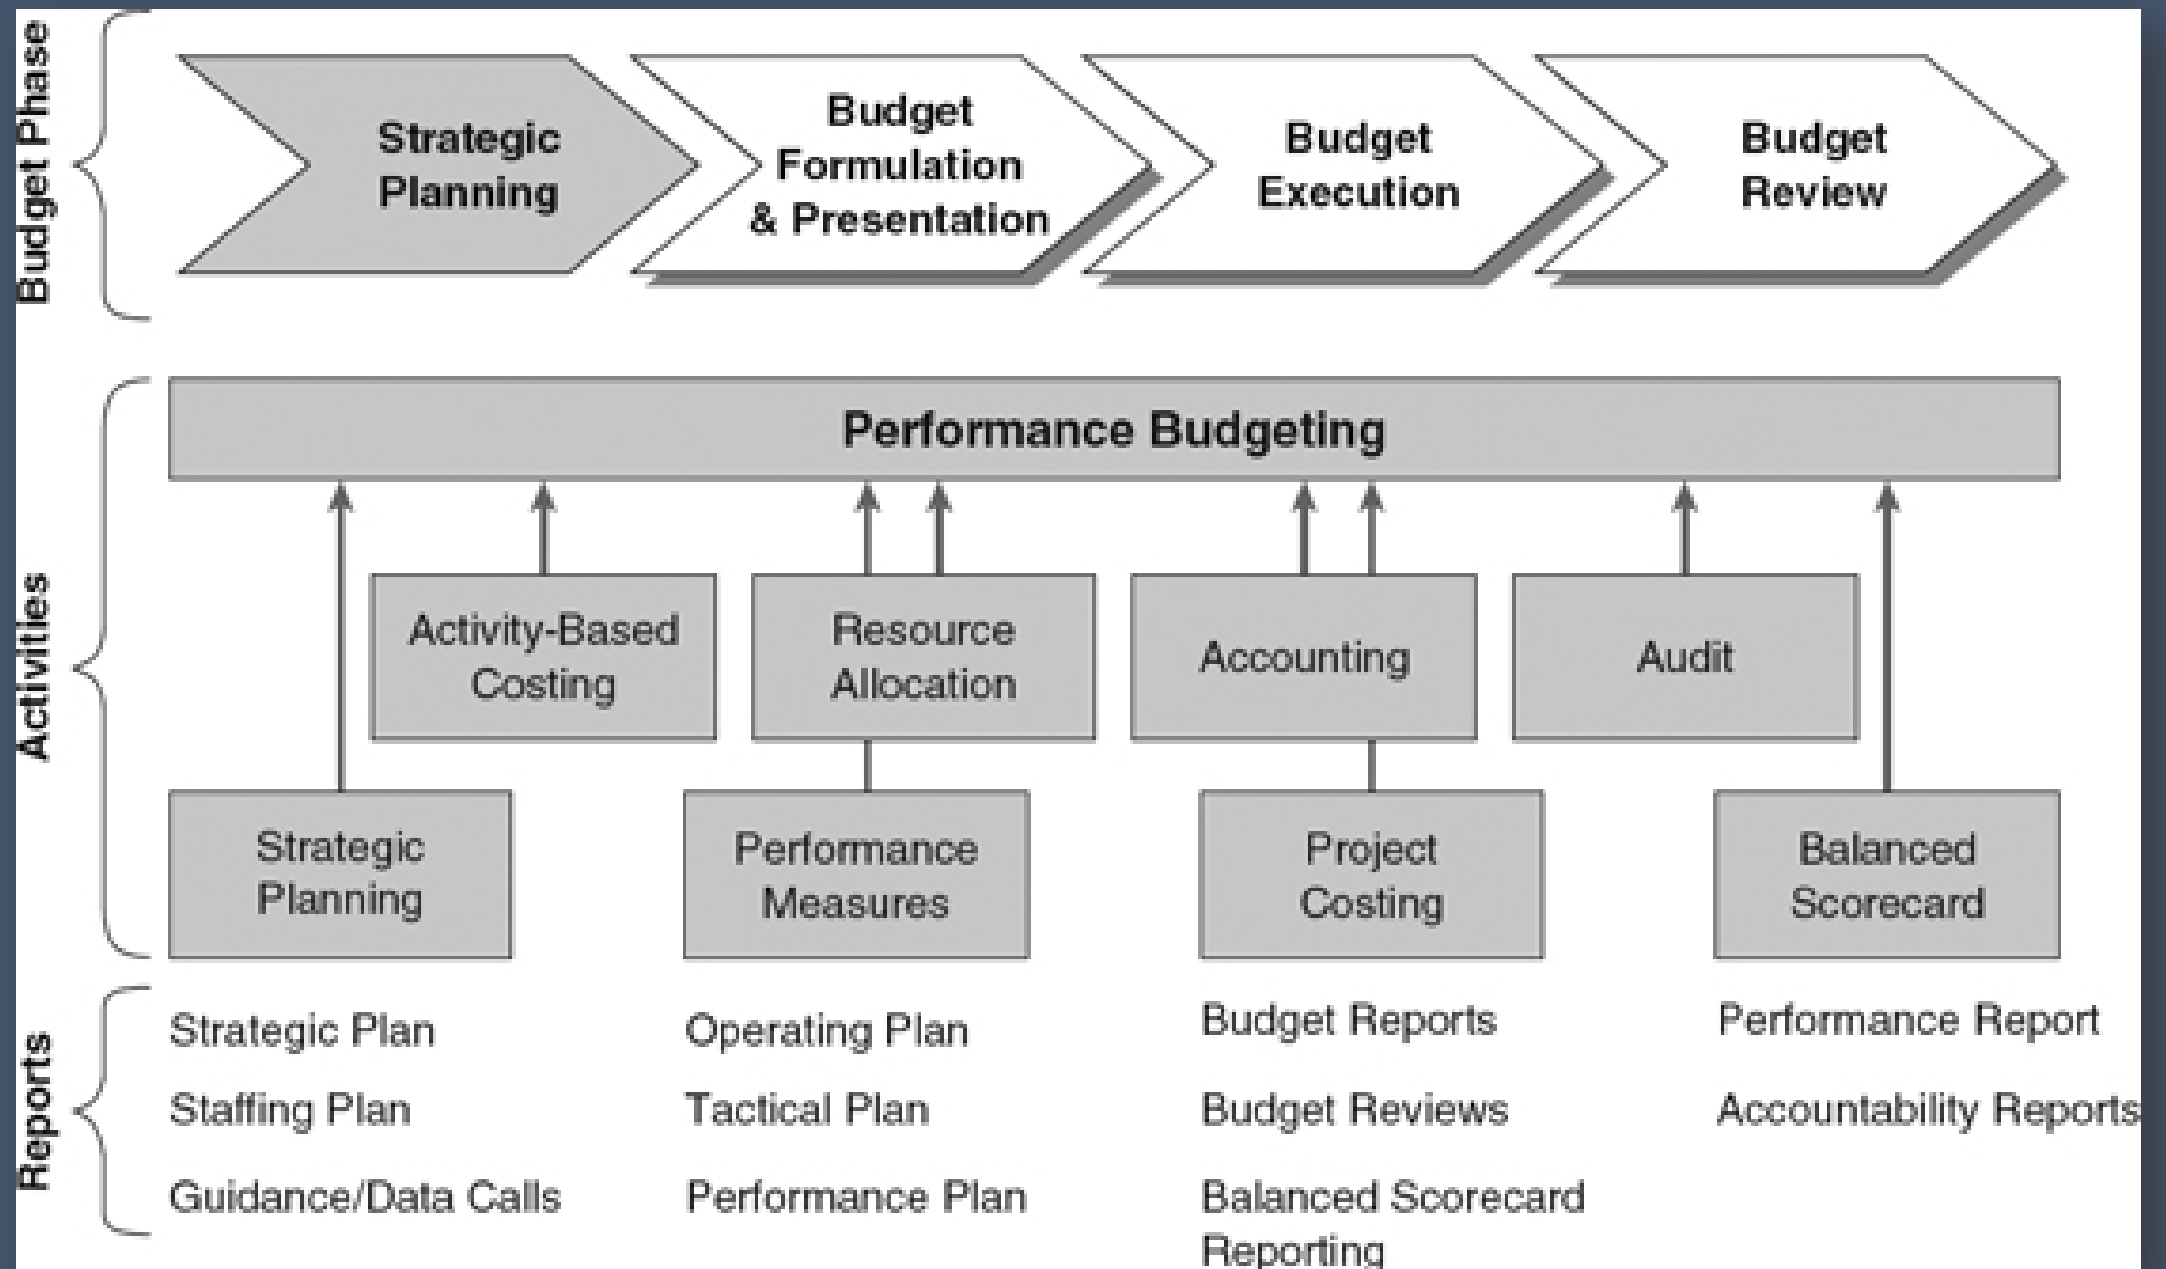 Budget Phase
Strategic
Planning
Budget
Formulation
& Presentation
Budget
Execution
Budget
Review
Activities
Performance Budgeting
Activity-Based
Costing
Resource
Allocation
Accounting
Audit
Strategic
Planning
Performance
Measures
Project
Costing
Balanced
Scorecard
Reports
Strategic Plan
Staffing Plan
Guidance/Data Calls
Operating Plan
Tactical Plan
Performance Plan
Budget Reports
Budget Reviews
Balanced Scorecard
Reporting
Performance Report
Accountability Reports